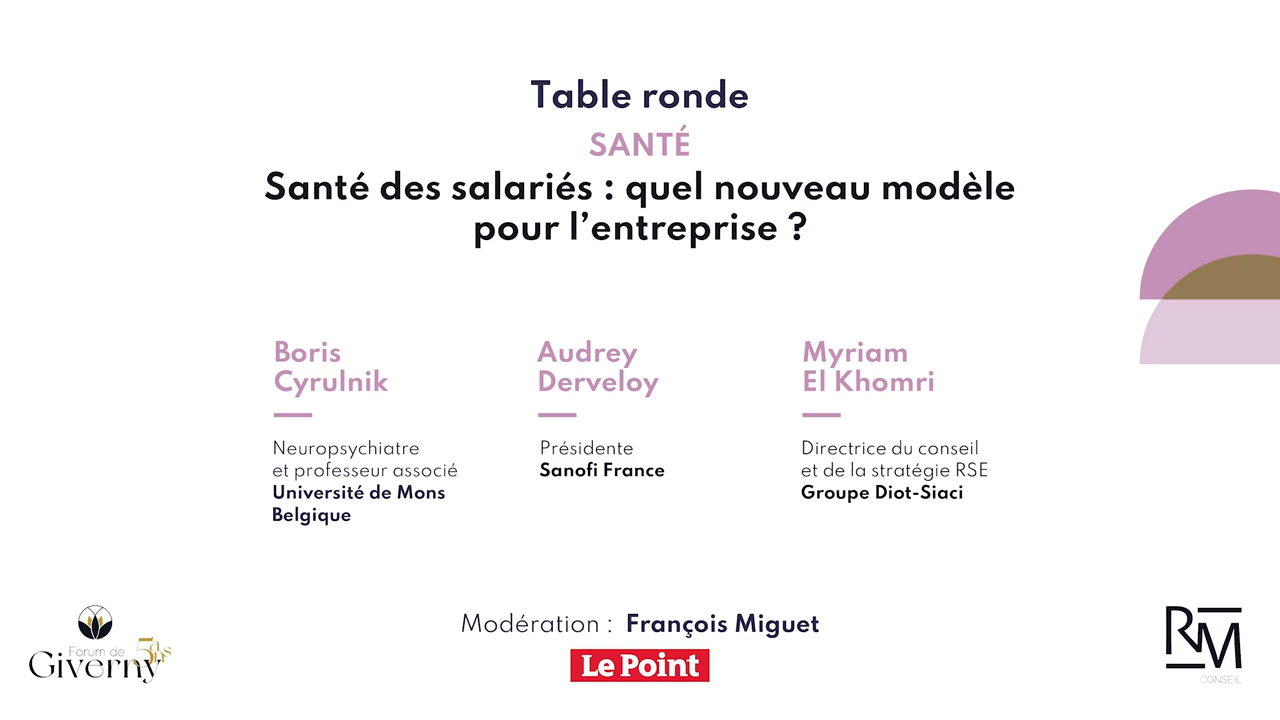 Table ronde
SANTÉ
Santé des salariés : quel nouveau modèle
pour l’entreprise ?
Boris
Cyrulnik
Neuropsychiatre
et professeur associé
Université de Mons
Belgique
Audrey
Derveloy
Présidente
Sanofi France
Myriam
El Khomri
Directrice du conseil
et de la stratégie RSE
Groupe Diot-Siaci
Modération : François Miguet
Le Point
Forum de
Giverny
5 ans
RM
CONSEIL